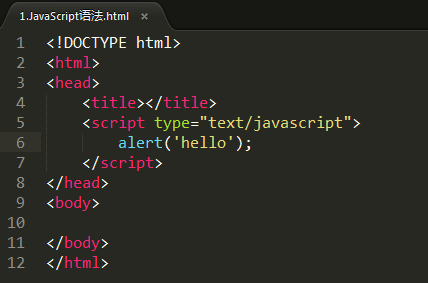 1.JavaScript语法.html ×
1 <!DOCTYPE html>
2 <html>
3 <head>
4     <title></title>
5     <script type="text/javascript">
6         alert('hello');
7     </script>
8 </head>
9 <body>
10
11 </body>
12 </html>